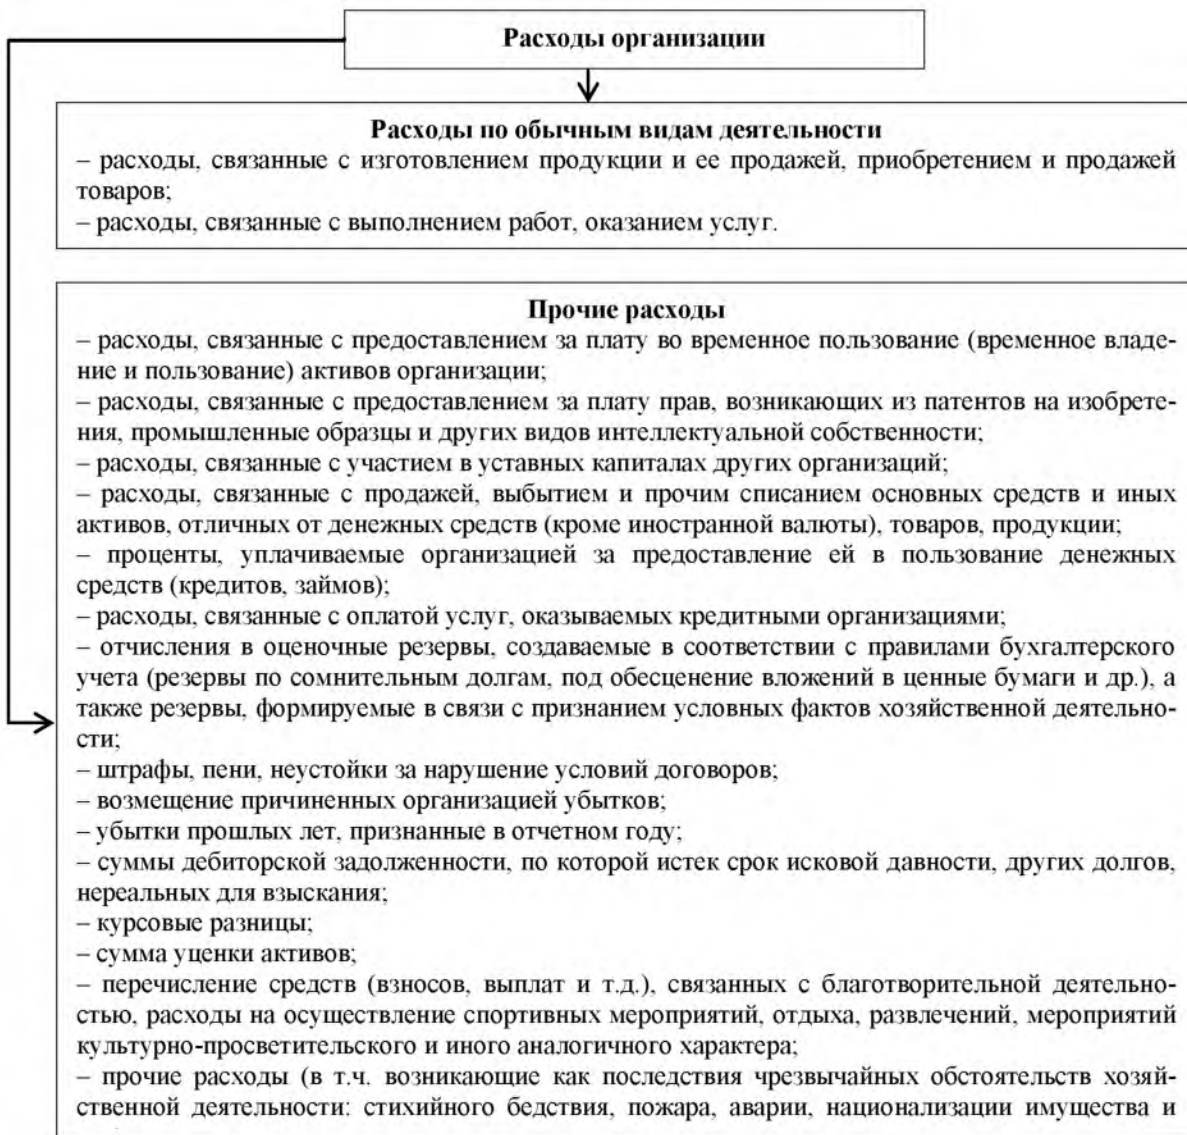 Расходы организации
Расходы по обычным видам деятельности
– расходы, связанные с изготовлением продукции и ее продажей, приобретением и продажей
товаров;
– расходы, связанные с выполнением работ, оказанием услуг.
Прочие расходы
– расходы, связанные с предоставлением за плату во временное пользование (временное владе-
ние и пользование) активов организации;
– расходы, связанные с предоставлением за плату прав, возникающих из патентов на изобрете-
ния, промышленные образцы и других видов интеллектуальной собственности;
– расходы, связанные с участием в уставных капиталах других организаций;
– расходы, связанные с продажей, выбытием и прочим списанием основных средств и иных
активов, отличных от денежных средств (кроме иностранной валюты), товаров, продукции;
– проценты, уплачиваемые организацией за предоставление ей в пользование денежных
средств (кредитов, займов);
– расходы, связанные с оплатой услуг, оказываемых кредитными организациями;
– отчисления в оценочные резервы, создаваемые в соответствии с правилами бухгалтерского
учета (резервы по сомнительным долгам, под обесценение вложений в ценные бумаги и др.), а
также резервы, формируемые в связи с признанием условных фактов хозяйственной деятельно-
сти;
– штрафы, пени, неустойки за нарушение условий договоров;
– возмещение причиненных организацией убытков;
– убытки прошлых лет, признанные в отчетном году;
– суммы дебиторской задолженности, по которой истек срок исковой давности, других долгов,
нереальных для взыскания;
– курсовые разницы;
– сумма уценки активов;
– перечисление средств (взносов, выплат и т.д.), связанных с благотворительной деятельно-
стью, расходы на осуществление спортивных мероприятий, отдыха, развлечений, мероприятий
культурно-просветительского и иного аналогичного характера;
– прочие расходы (в т.ч. возникающие как последствия чрезвычайных обстоятельств хозяй-
ственной деятельности: стихийного бедствия, пожара, аварии, национализации имущества и